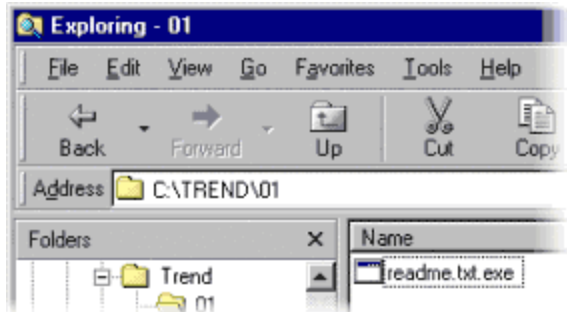 Exploring - 01
File Edit View Go Favorites Tools Help
Back Forward Up Cut Copy
Address C:\TREND\01
Folders Name
Trend readme.txt.exe
01